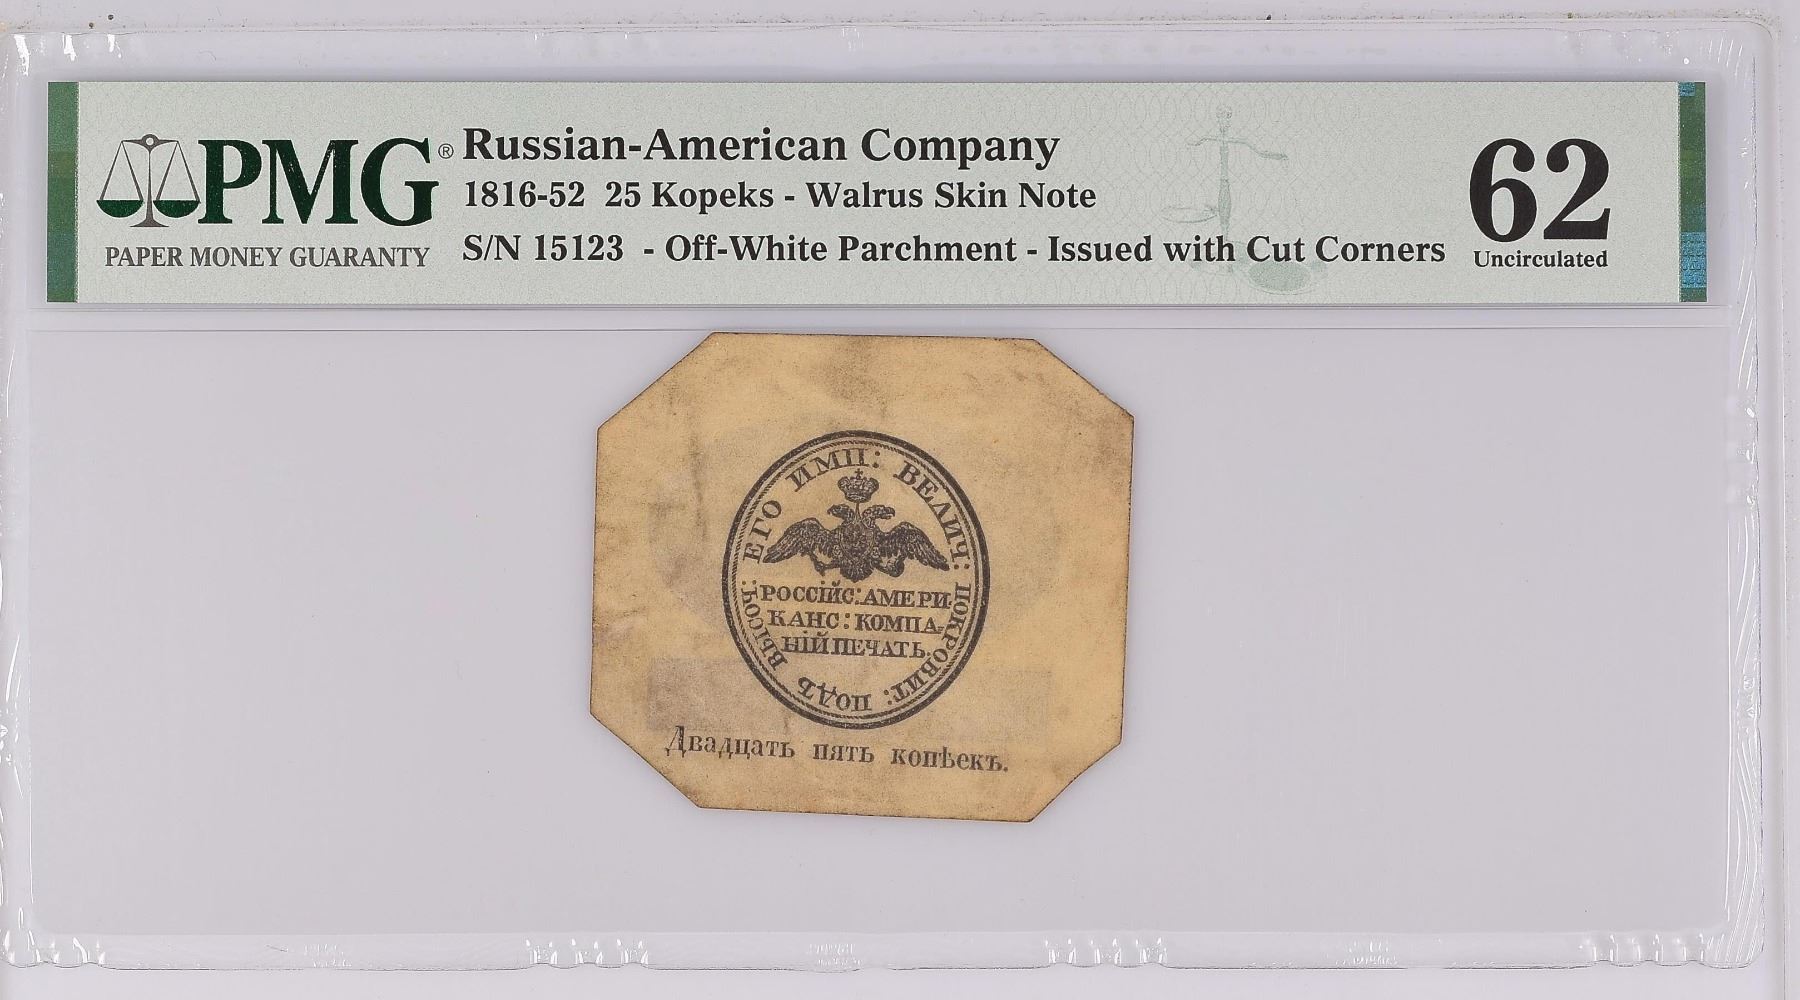 PMG®
PAPER MONEY GUARANTY
Russian-American Company
1816-52 25 Kopeks - Walrus Skin Note
S/N 15123 - Off-White Parchment - Issued with Cut Corners
62
Uncirculated
ПОДЪ ВЫСОЧ: ЕГО ИМП: ВЕЛИЧ: ПОКРОВИТ:
РОССІЙС: АМЕРИ
КАНС: КОМПА=
НІЙ ПЕЧАТЬ.
Двадцать пять копѣекъ.